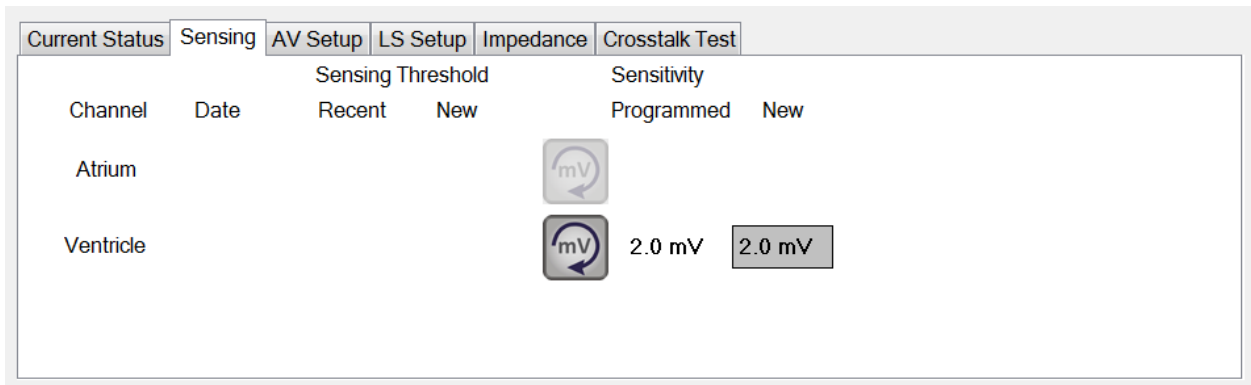 Current Status Sensing AV Setup LS Setup Impedance Crosstalk Test
Sensing Threshold Sensitivity
Channel Date Recent New Programmed New
Atrium mV
Ventricle mV 2.0 mV 2.0 mV